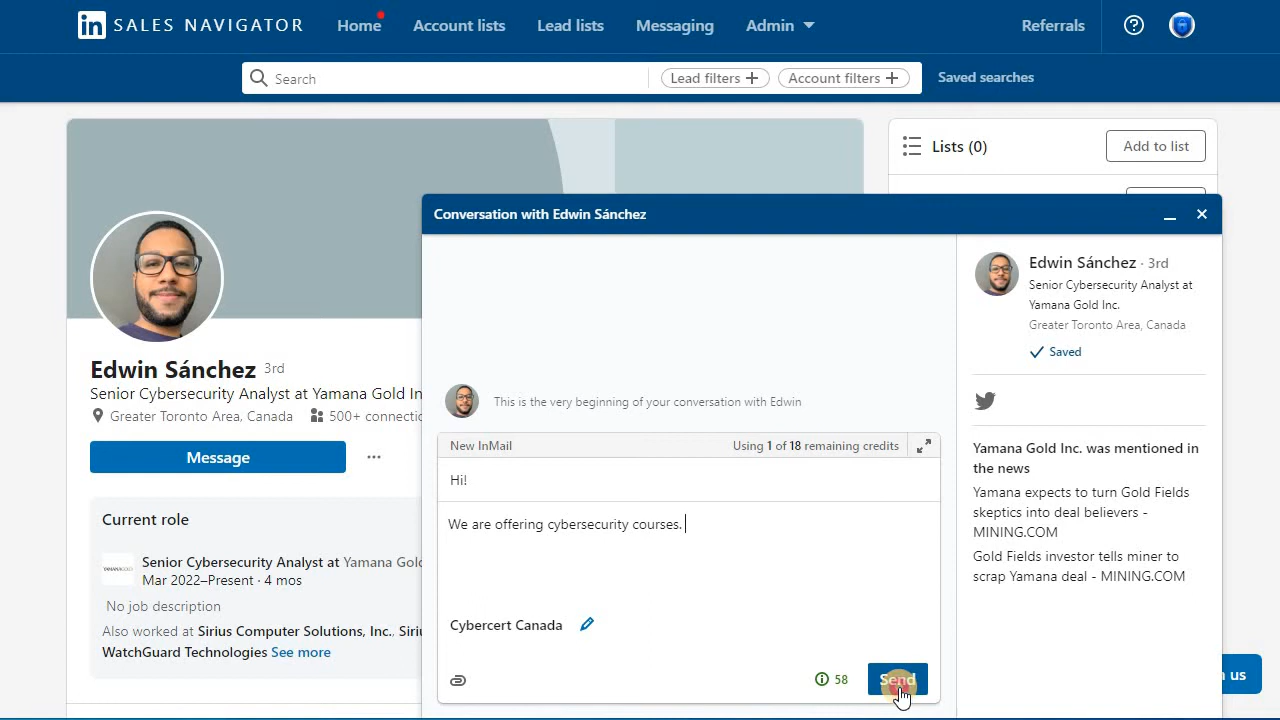 in SALES NAVIGATOR
Home
Account lists
Lead lists
Messaging
Admin
Referrals
Search
Lead filters +
Account filters +
Saved searches
Lists (0)
Add to list
Edwin Sánchez 3rd
Senior Cybersecurity Analyst at Yamana Gold In
Greater Toronto Area, Canada
500+ connectio
Message
...
Current role
Senior Cybersecurity Analyst at Yamana Gold
Mar 2022–Present · 4 mos
No job description
Also worked at Sirius Computer Solutions, Inc., Siri
WatchGuard Technologies See more
Conversation with Edwin Sánchez
This is the very beginning of your conversation with Edwin
New InMail
Using 1 of 18 remaining credits
Hi!
We are offering cybersecurity courses.
Cybercert Canada
58
Send
Edwin Sánchez · 3rd
Senior Cybersecurity Analyst at
Yamana Gold Inc.
Greater Toronto Area, Canada
Saved
Yamana Gold Inc. was mentioned in
the news
Yamana expects to turn Gold Fields
skeptics into deal believers -
MINING.COM
Gold Fields investor tells miner to
scrap Yamana deal - MINING.COM
us